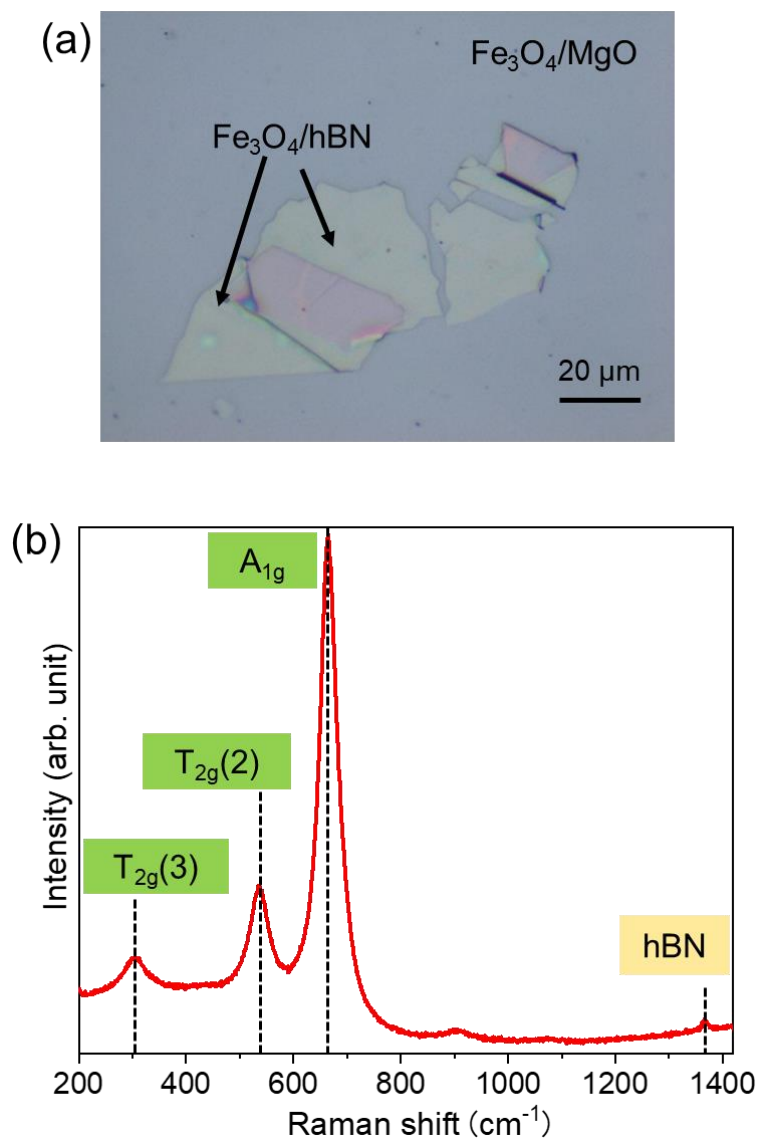 (a)
Fe₃O₄/MgO
Fe₃O₄/hBN
20 μm
(b)
A₁g
T₂g(2)
T₂g(3)
hBN
Intensity (arb. unit)
200 400 600 800 1000 1200 1400
Raman shift (cm⁻¹)